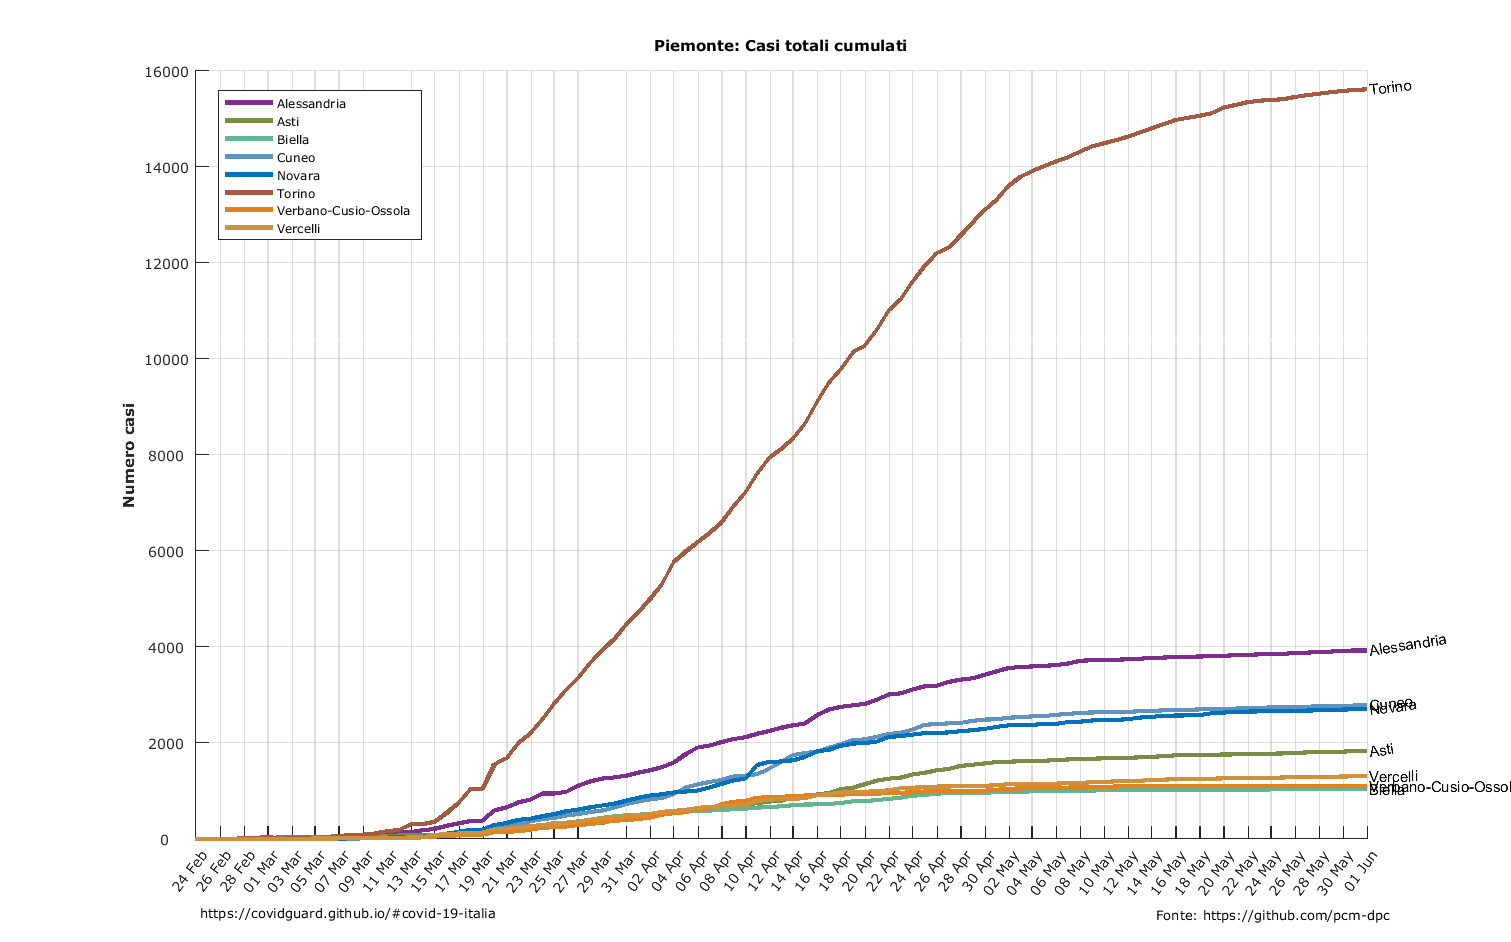 Piemonte: Casi totali cumulati
Numero casi
16000
14000
12000
10000
8000
6000
4000
2000
0
Alessandria
Asti
Biella
Cuneo
Novara
Torino
Verbano-Cusio-Ossola
Vercelli
Torino
Alessandria
Cuneo
Novara
Asti
Vercelli
Verbano-Cusio-Ossol
Biella
24 Feb
26 Feb
28 Feb
01 Mar
03 Mar
05 Mar
07 Mar
09 Mar
11 Mar
13 Mar
15 Mar
17 Mar
19 Mar
21 Mar
23 Mar
25 Mar
27 Mar
29 Mar
31 Mar
02 Apr
04 Apr
06 Apr
08 Apr
10 Apr
12 Apr
14 Apr
16 Apr
18 Apr
20 Apr
22 Apr
24 Apr
26 Apr
28 Apr
30 Apr
02 May
04 May
06 May
08 May
10 May
12 May
14 May
16 May
18 May
20 May
22 May
24 May
26 May
28 May
30 May
01 Jun
https://covidguard.github.io/#covid-19-italia
Fonte: https://github.com/pcm-dpc